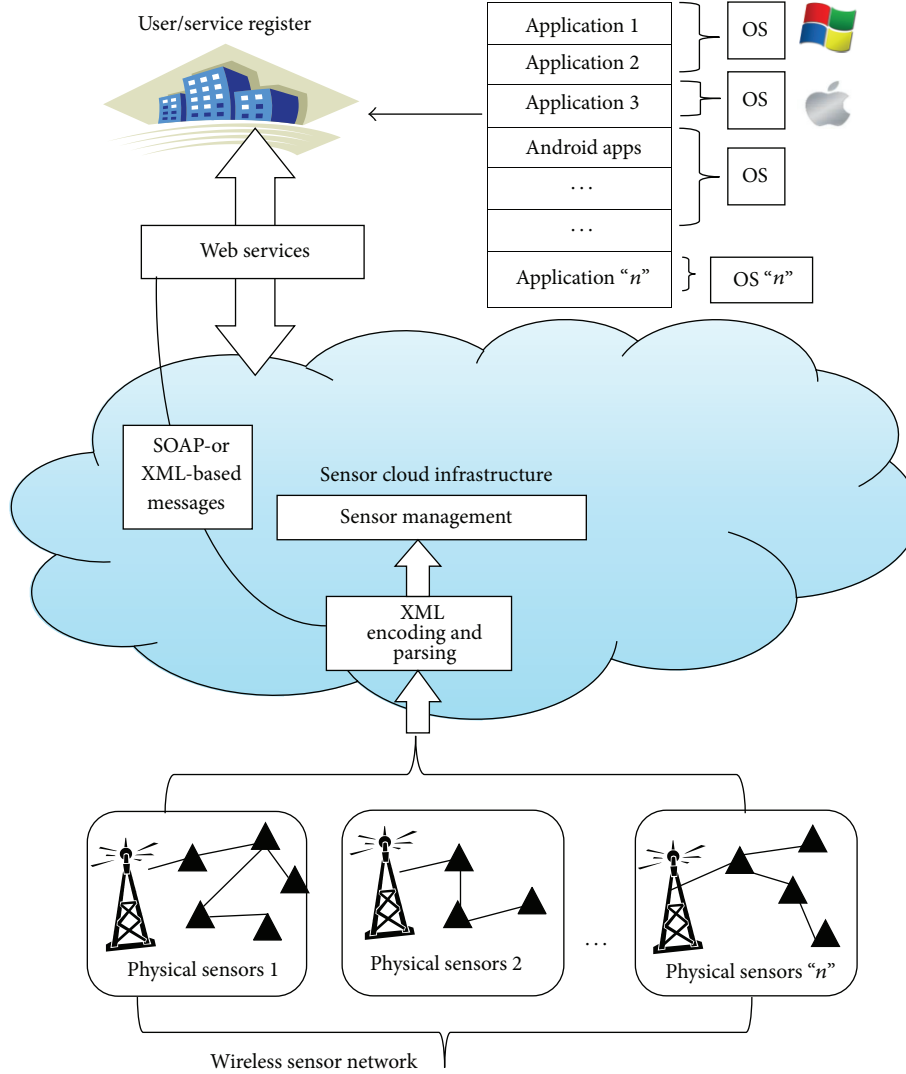 User/service register
Application 1
OS
Application 2
Application 3
OS
Android apps
OS
...
...
Application “n”
OS “n”
Web services
SOAP-or
XML-based
messages
Sensor cloud infrastructure
Sensor management
XML
encoding and
parsing
Physical sensors 1
Physical sensors 2
...
Physical sensors “n”
Wireless sensor network